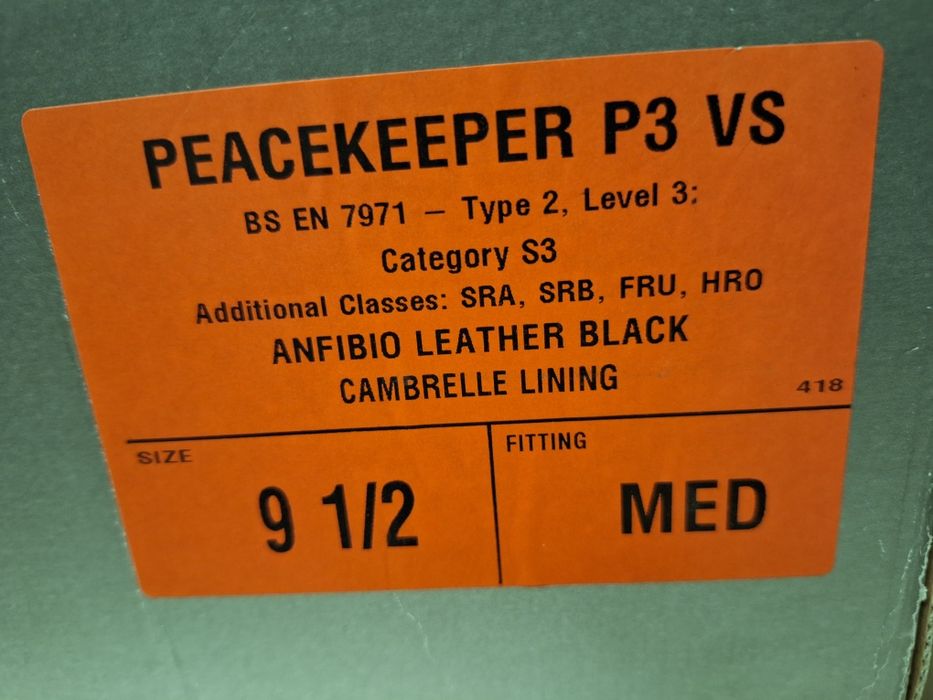 PEACEKEEPER P3 VS
BS EN 7971 – Type 2, Level 3:
Category S3
Additional Classes: SRA, SRB, FRU, HRO
ANFIBIO LEATHER BLACK
CAMBRELLE LINING
418
SIZE
9 1/2
FITTING
MED